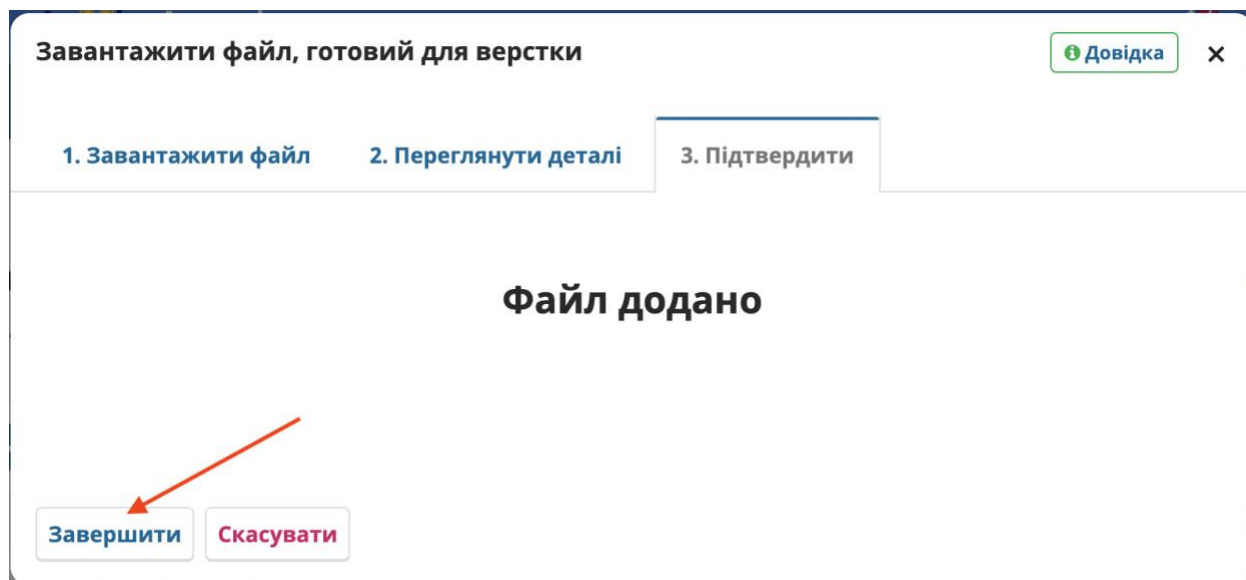 Завантажити файл, готовий для верстки
Довідка
1. Завантажити файл
2. Переглянути деталі
3. Підтвердити
Файл додано
Завершити
Скасувати